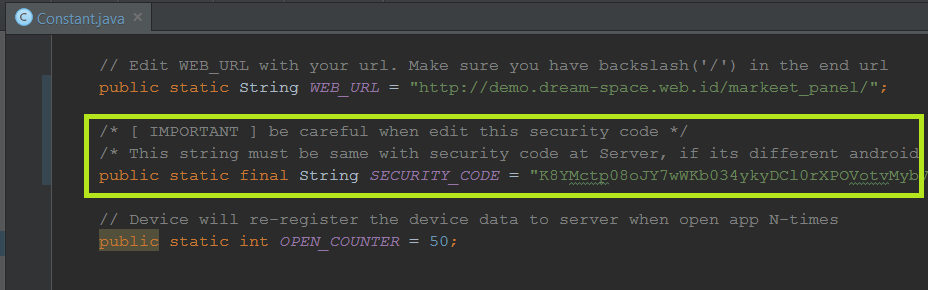 Constant.java
// Edit WEB_URL with your url. Make sure you have backslash('/') in the end url
public static String WEB_URL = "http://demo.dream-space.web.id/markeet_panel/";
/* [ IMPORTANT ] be careful when edit this security code */
/* This string must be same with security code at Server, if its different android
public static final String SECURITY_CODE =
// Device will re-register the device data to server when open app N-times
public static int OPEN_COUNTER = 50;